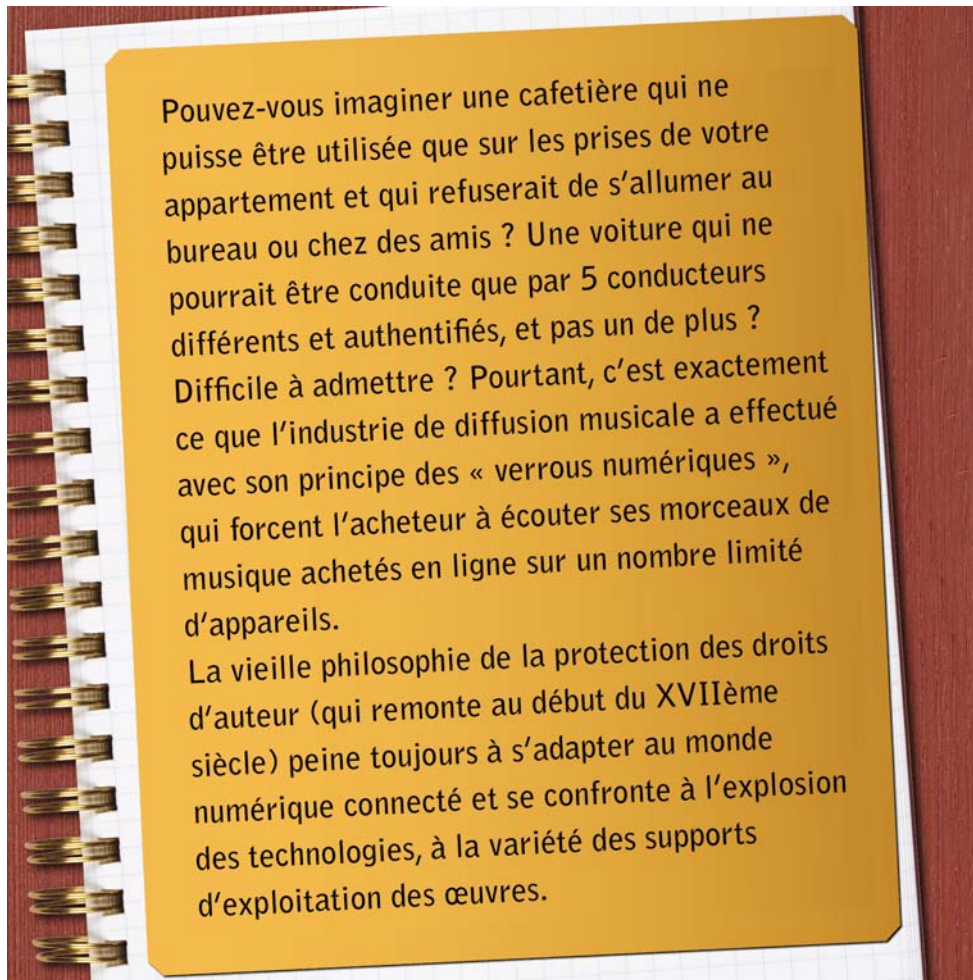 Pouvez-vous imaginer une cafetière qui ne
puisse être utilisée que sur les prises de votre
appartement et qui refuserait de s'allumer au
bureau ou chez des amis ? Une voiture qui ne
pourrait être conduite que par 5 conducteurs
différents et authentifiés, et pas un de plus ?
Difficile à admettre ? Pourtant, c'est exactement
ce que l'industrie de diffusion musicale a effectué
avec son principe des « verrous numériques »,
qui forcent l'acheteur à écouter ses morceaux de
musique achetés en ligne sur un nombre limité
d'appareils.
La vieille philosophie de la protection des droits
d'auteur (qui remonte au début du XVIIème
siècle) peine toujours à s'adapter au monde
numérique connecté et se confronte à l'explosion
des technologies, à la variété des supports
d'exploitation des œuvres.